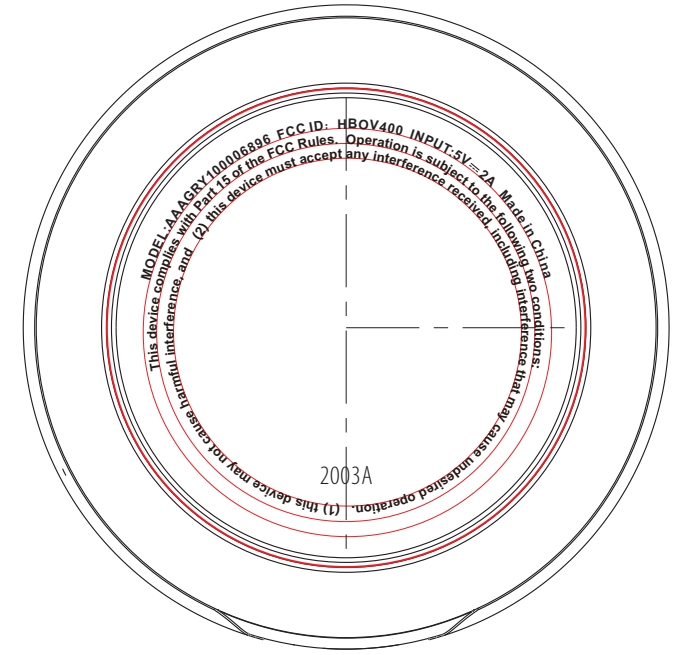 MODEL:AAAGRY100006896 FCC ID: HBOV400 INPUT:5V⎓2A Made in China
This device complies with Part 15 of the FCC Rules. Operation is subject to the following two conditions:
(1) this device may not cause harmful interference, and (2) this device must accept any interference received, including interference that may cause undesired operation.
2003A